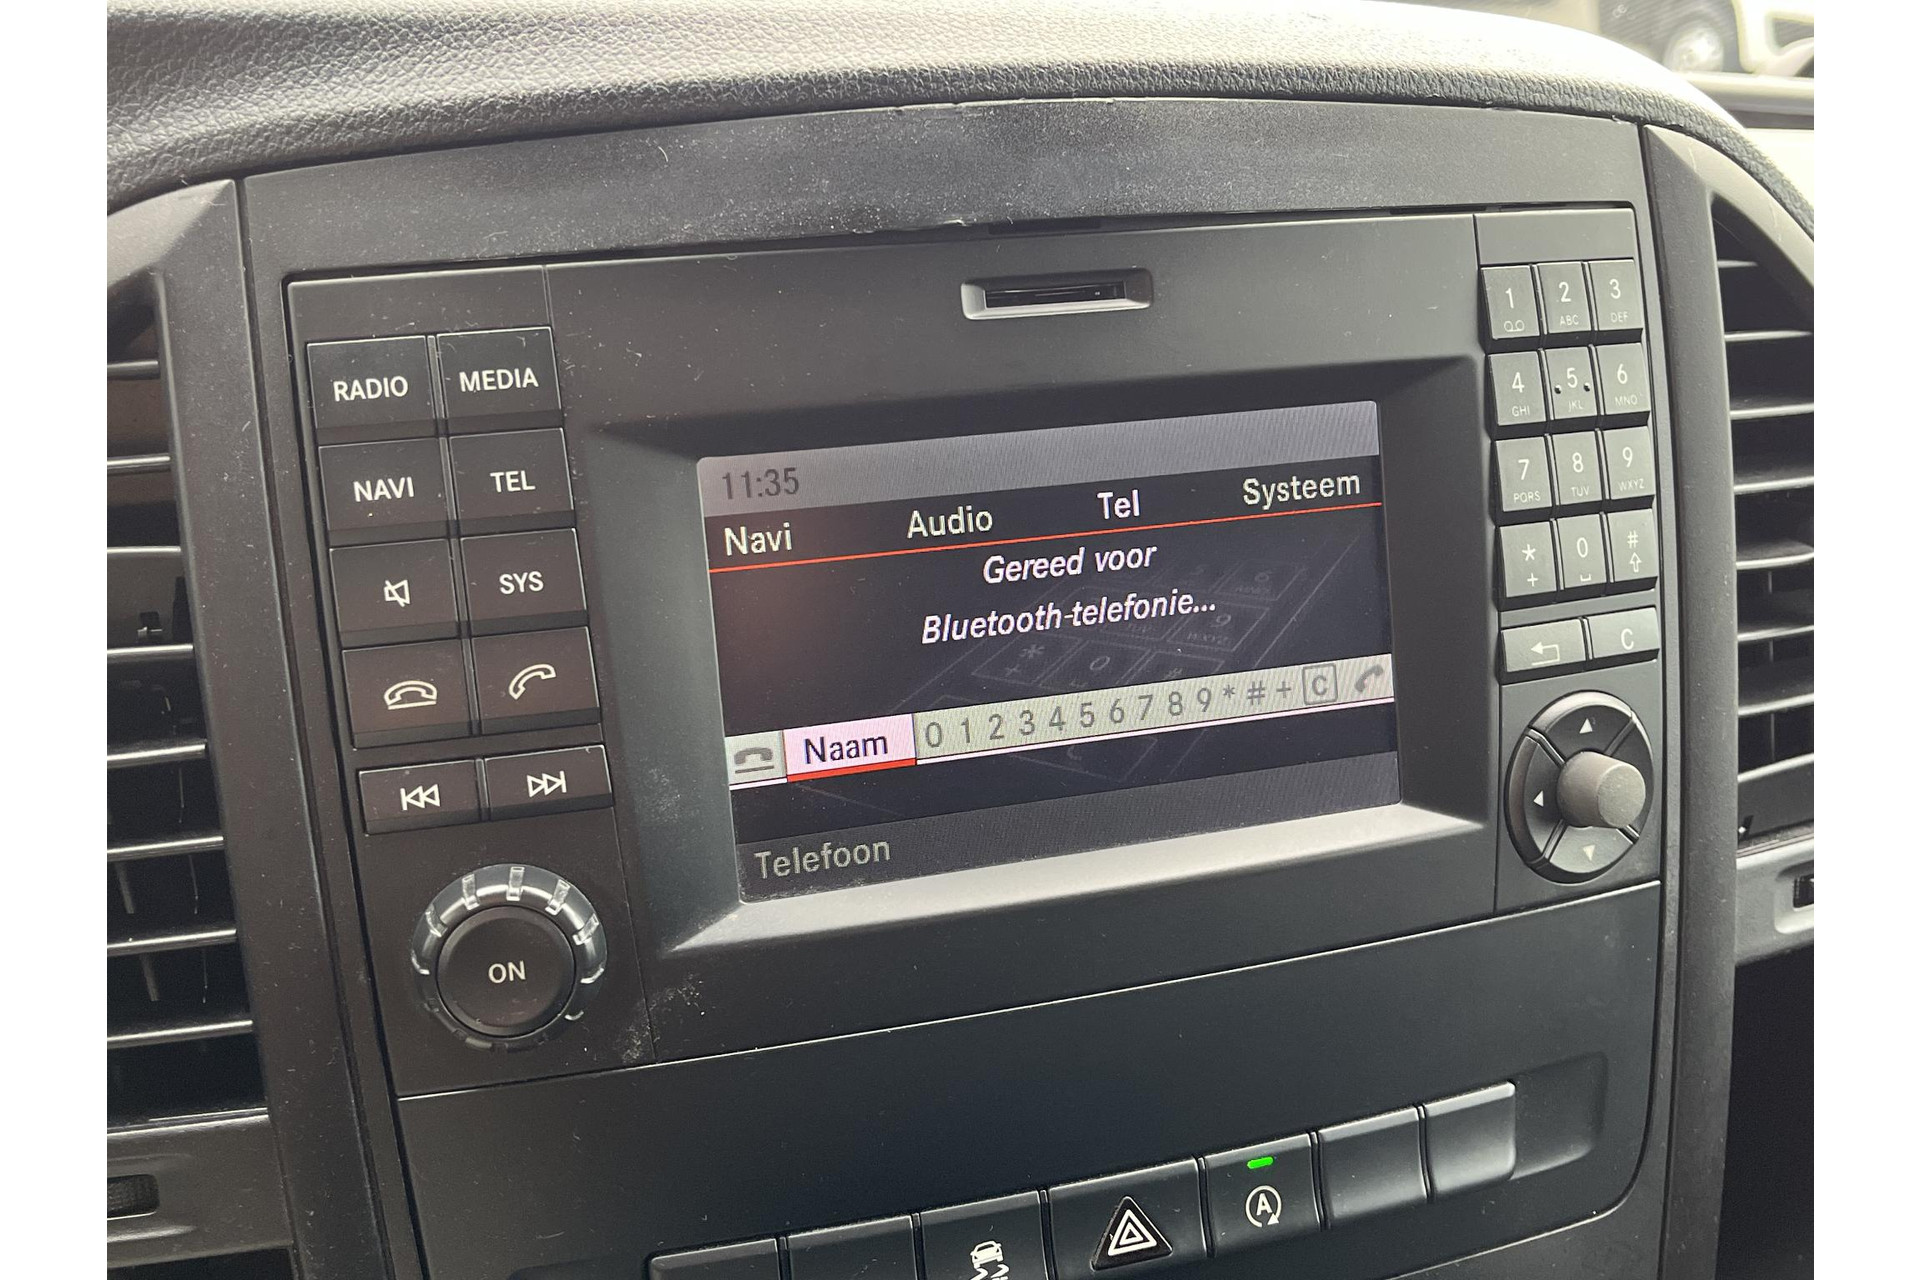 RADIO MEDIA
NAVI TEL
SYS
ON
11:35
Navi Audio Tel Systeem
Gereed voor
Bluetooth-telefonie...
Naam 0 1 2 3 4 5 6 7 8 9 * # + C
Telefoon
1 2 3
ABC DEF
4 5 6
GHI JKL MNO
7 8 9
PQRS TUV WXYZ
* 0 #
+
C
A